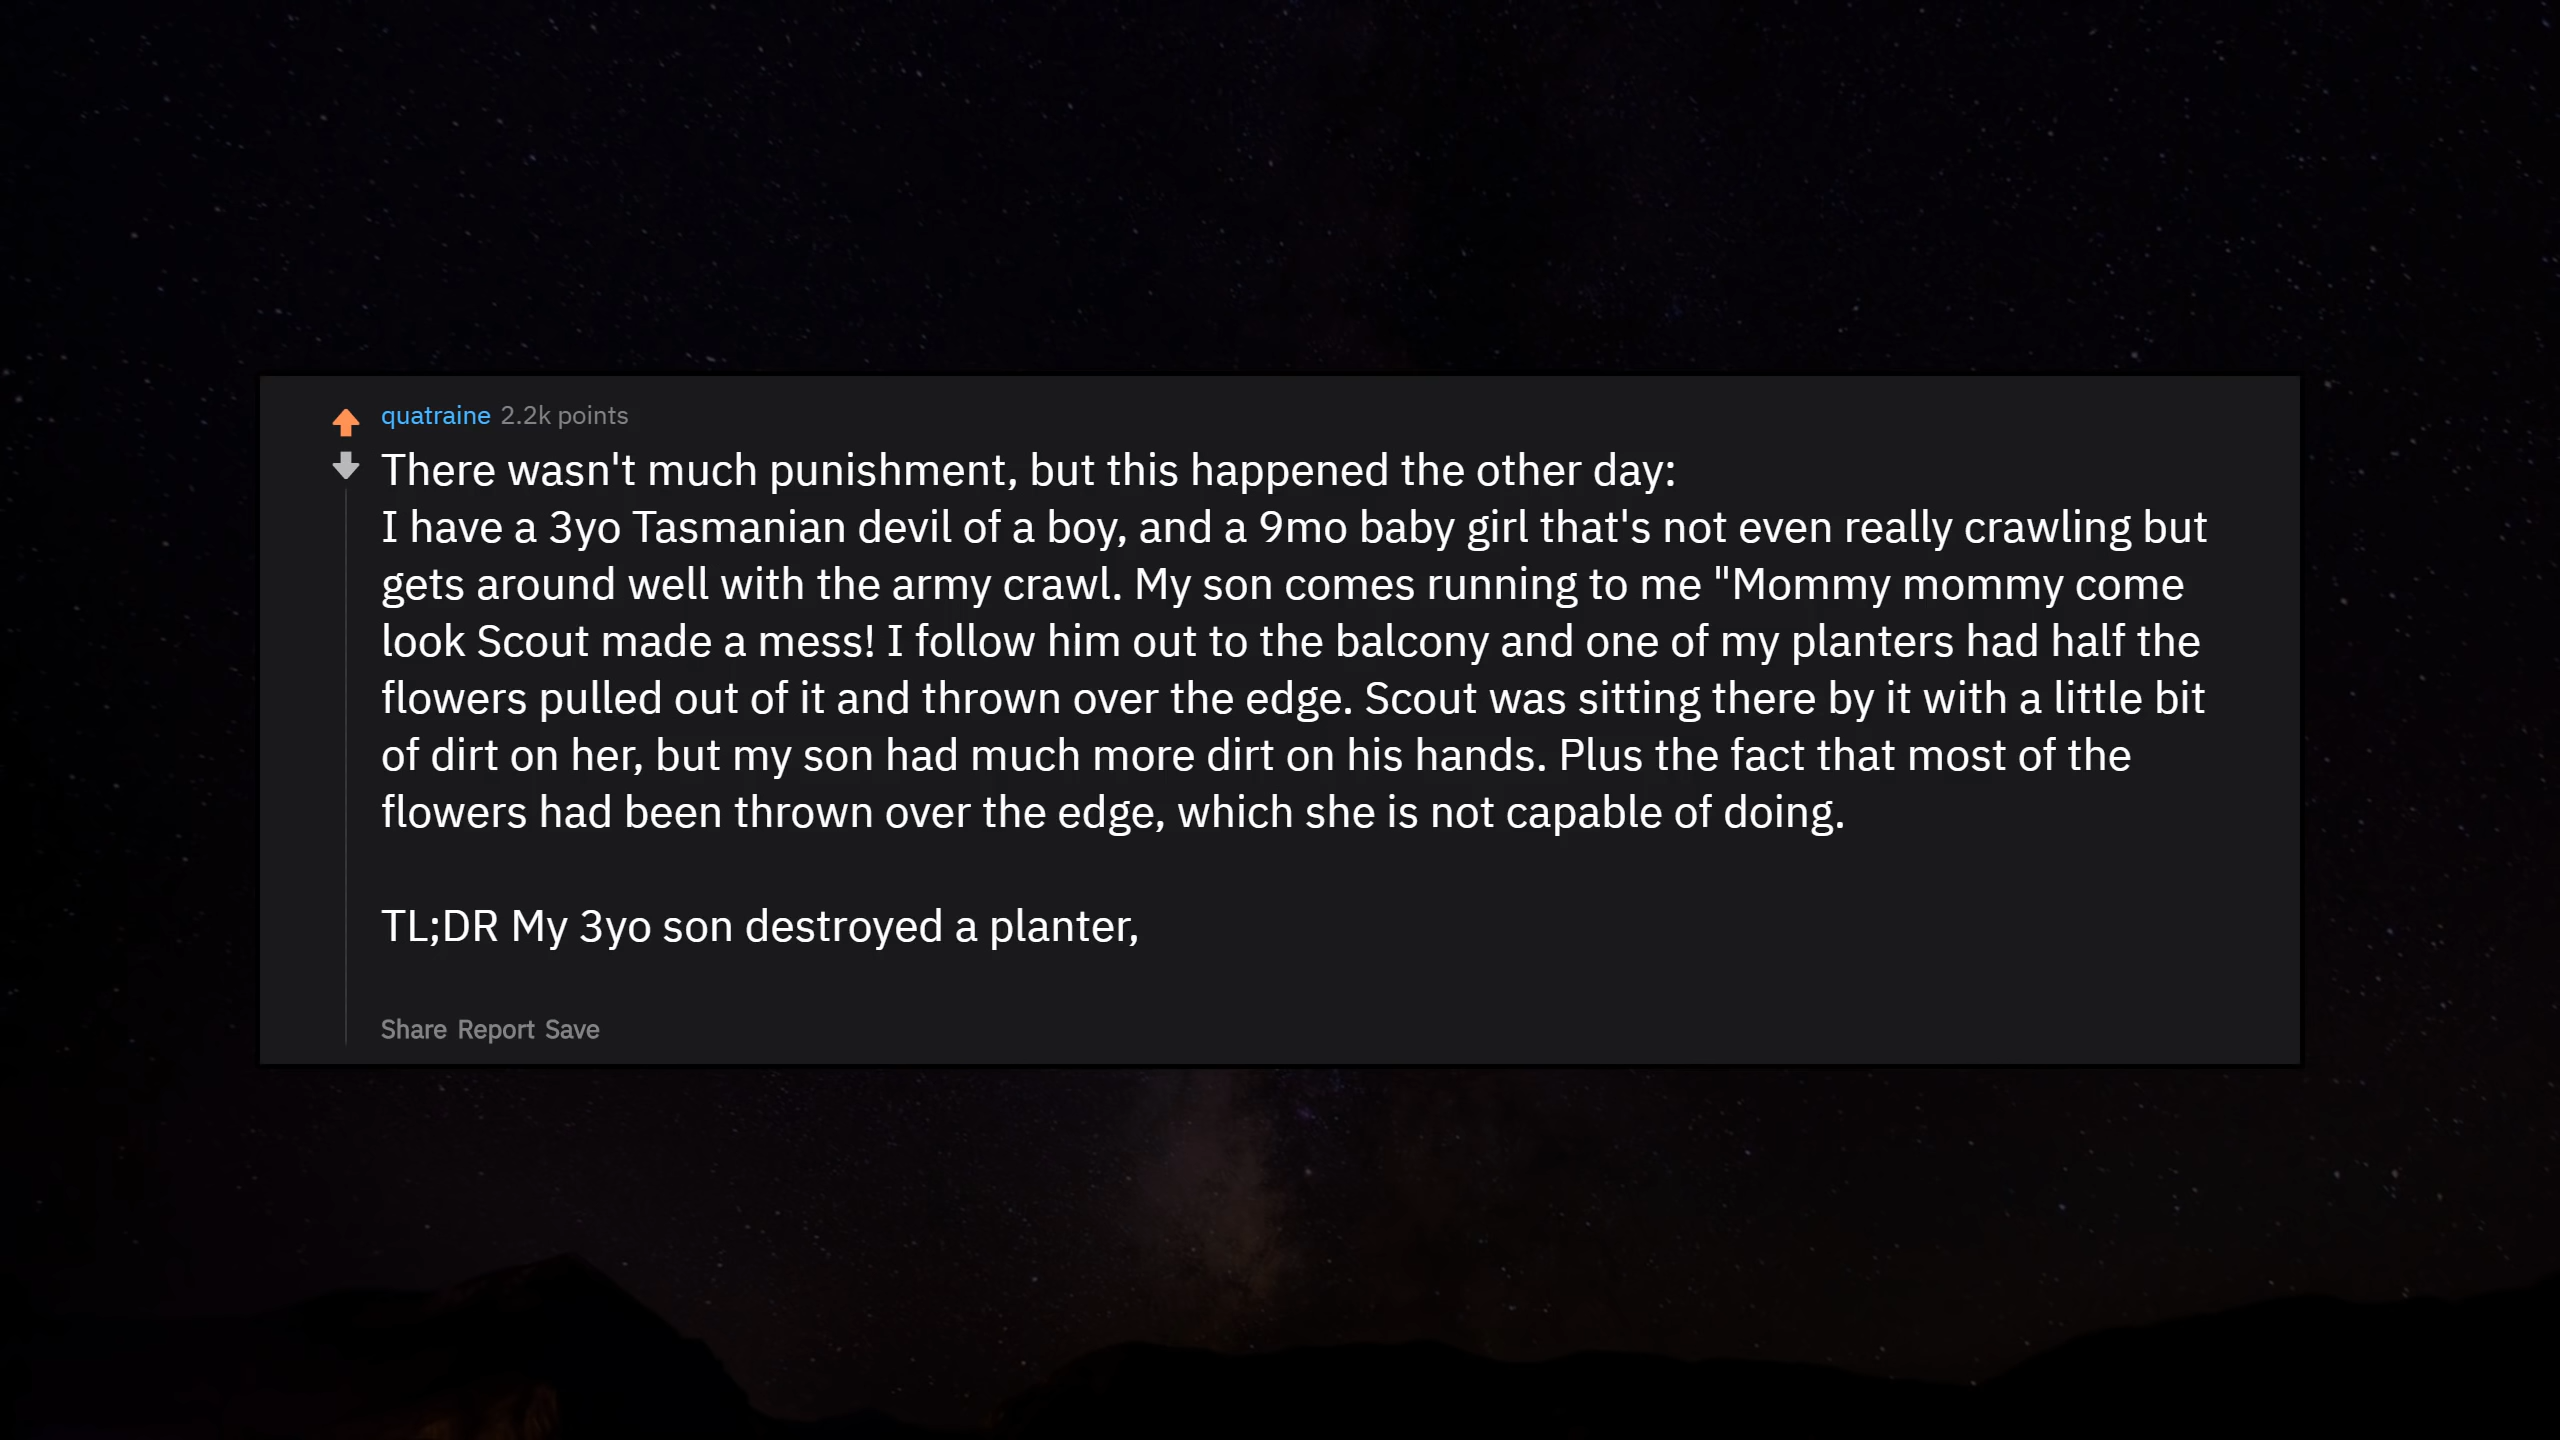 quatraine 2.2k points
There wasn't much punishment, but this happened the other day:
I have a 3yo Tasmanian devil of a boy, and a 9mo baby girl that's not even really crawling but
gets around well with the army crawl. My son comes running to me "Mommy mommy come
look Scout made a mess! I follow him out to the balcony and one of my planters had half the
flowers pulled out of it and thrown over the edge. Scout was sitting there by it with a little bit
of dirt on her, but my son had much more dirt on his hands. Plus the fact that most of the
flowers had been thrown over the edge, which she is not capable of doing.
TL;DR My 3yo son destroyed a planter,
Share Report Save